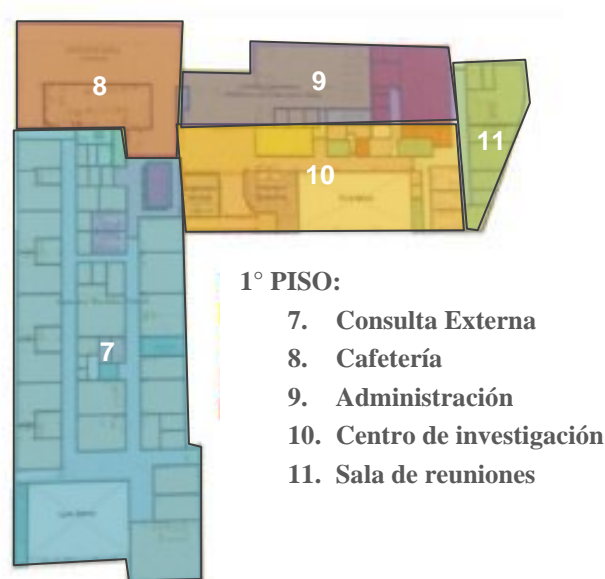 8
9
11
10
7
1° PISO:
7. Consulta Externa
8. Cafetería
9. Administración
10. Centro de investigación
11. Sala de reuniones